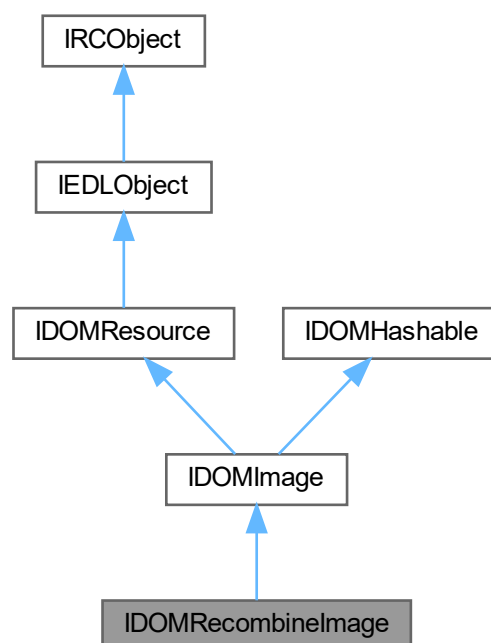 IRCObject
IEDLObject
IDOMResource
IDOMHashable
IDOMImage
IDOMRecombineImage